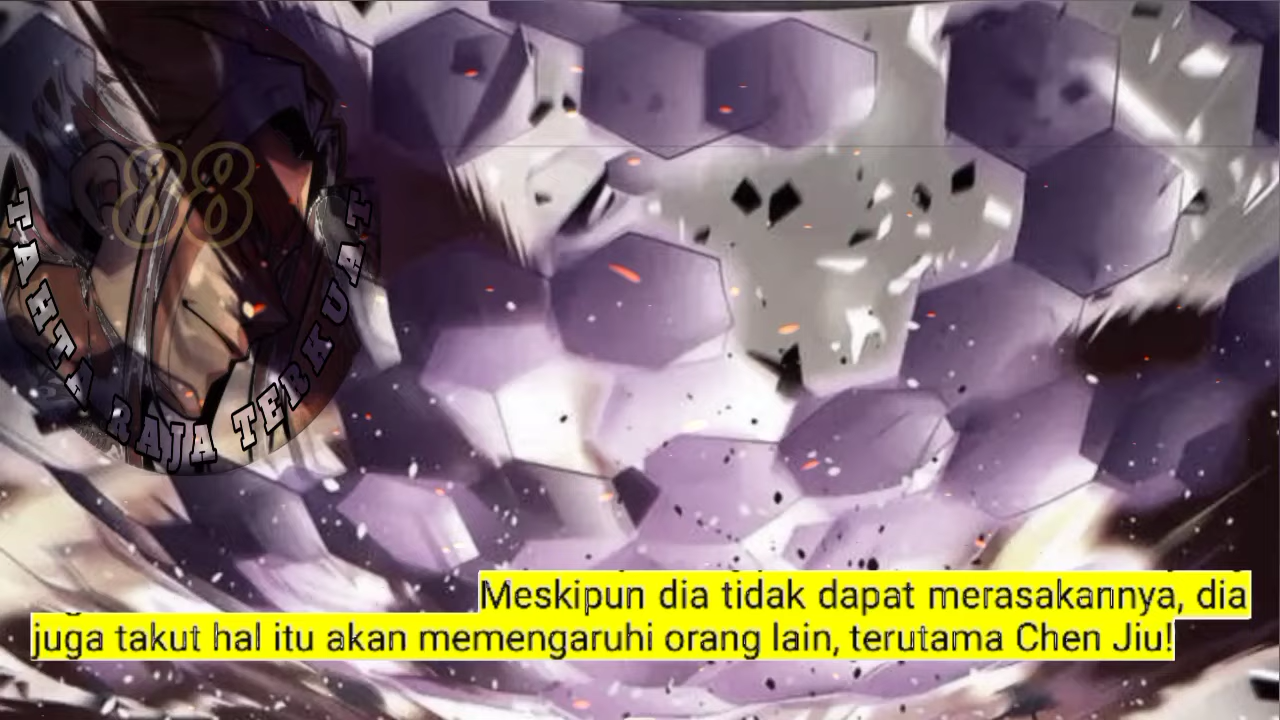 88
TAHTA RAJA TERKUAT
Meskipun dia tidak dapat merasakannya, dia
juga takut hal itu akan memengaruhi orang lain, terutama Chen Jiu!